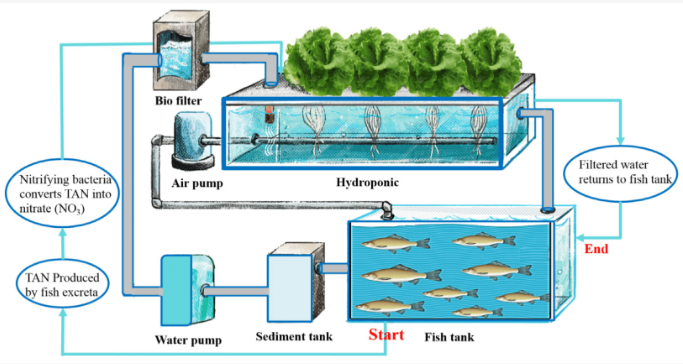 Bio filter
Air pump
Hydroponic
Nitrifying bacteria
converts TAN into
nitrate (NO₃)
Filtered water
returns to fish tank
End
TAN Produced
by fish excreta
Water pump
Sediment tank
Start
Fish tank